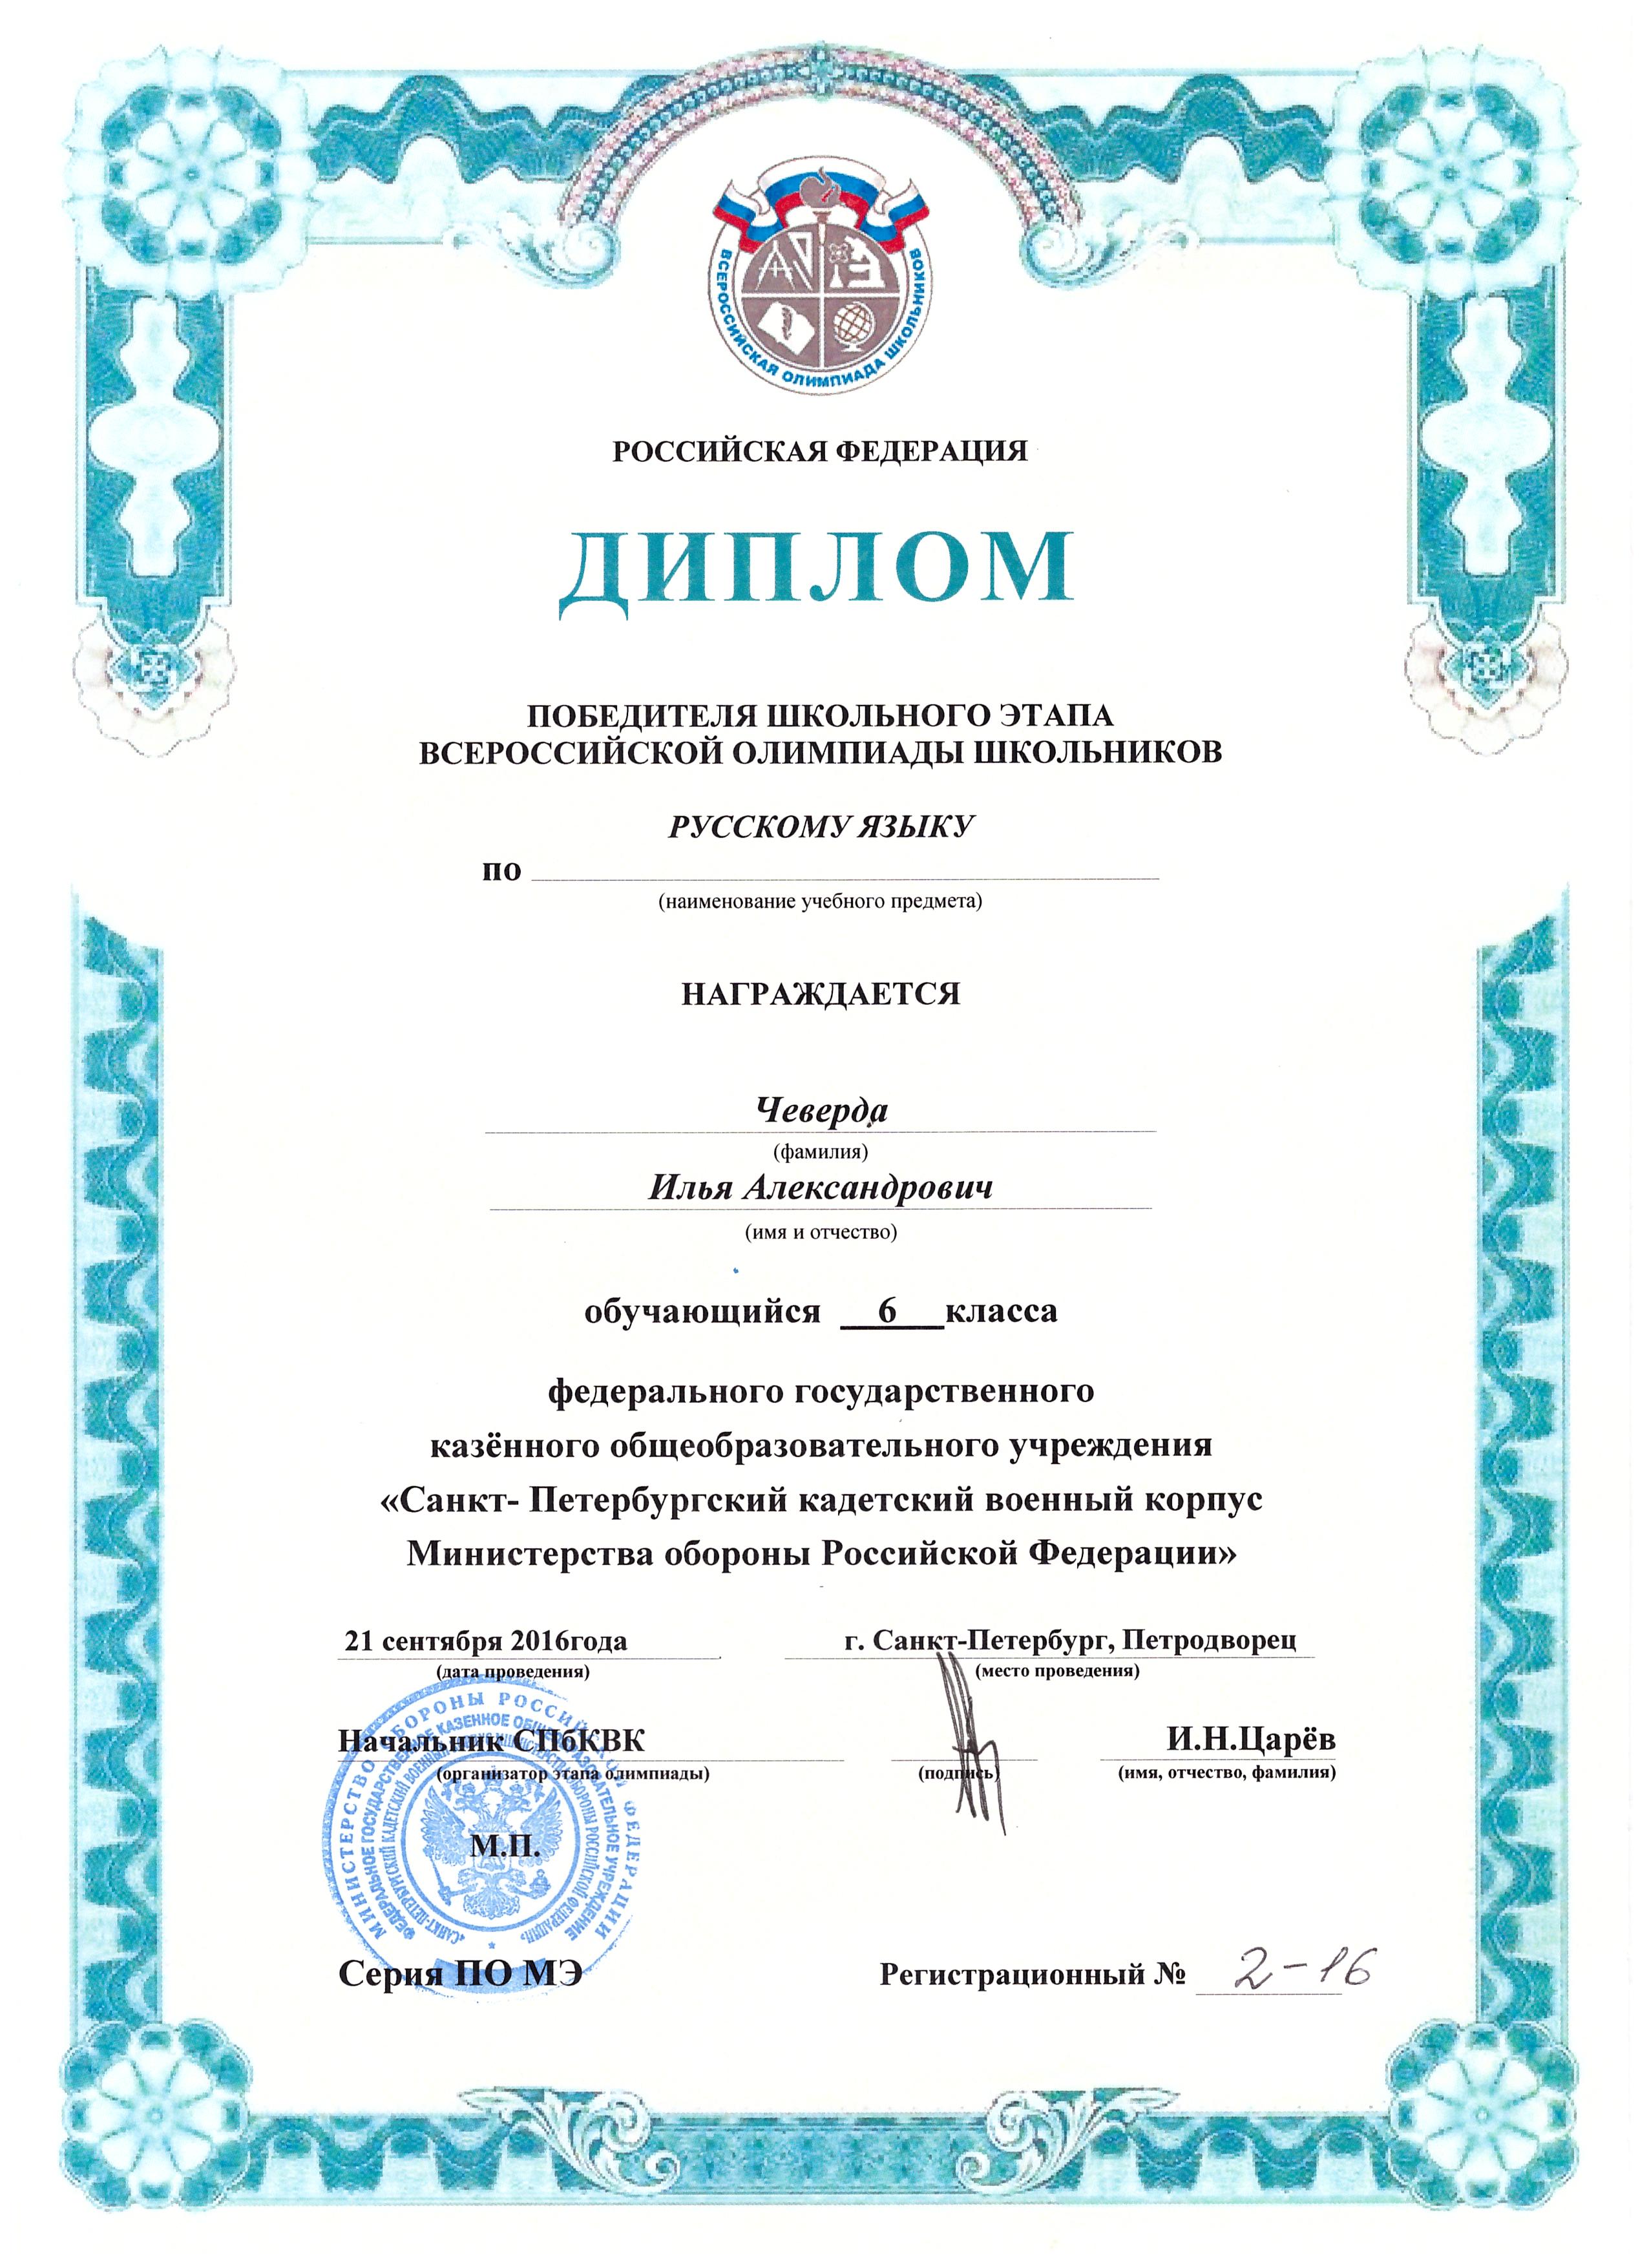 ВСЕРОССИЙСКАЯ ОЛИМПИАДА ШКОЛЬНИКОВ
РОССИЙСКАЯ ФЕДЕРАЦИЯ
ДИПЛОМ
ПОБЕДИТЕЛЯ ШКОЛЬНОГО ЭТАПА
ВСЕРОССИЙСКОЙ ОЛИМПИАДЫ ШКОЛЬНИКОВ
РУССКОМУ ЯЗЫКУ
по
(наименование учебного предмета)
НАГРАЖДАЕТСЯ
Чеверда
(фамилия)
Илья Александрович
(имя и отчество)
обучающийся 6 класса
федерального государственного
казённого общеобразовательного учреждения
«Санкт- Петербургский кадетский военный корпус
Министерства обороны Российской Федерации»
21 сентября 2016года г. Санкт-Петербург, Петродворец
(дата проведения) (место проведения)
Начальник СПбКВК И.Н.Царёв
(организатор этапа олимпиады) (подпись) (имя, отчество, фамилия)
МИНИСТЕРСТВО ОБОРОНЫ РОССИЙСКОЙ ФЕДЕРАЦИИ
ФЕДЕРАЛЬНОЕ ГОСУДАРСТВЕННОЕ КАЗЕННОЕ ОБЩЕОБРАЗОВАТЕЛЬНОЕ УЧРЕЖДЕНИЕ
«САНКТ-ПЕТЕРБУРГСКИЙ КАДЕТСКИЙ ВОЕННЫЙ КОРПУС МИНИСТЕРСТВА ОБОРОНЫ РОССИЙСКОЙ ФЕДЕРАЦИИ»
М.П.
Серия ПО МЭ Регистрационный № 2-16